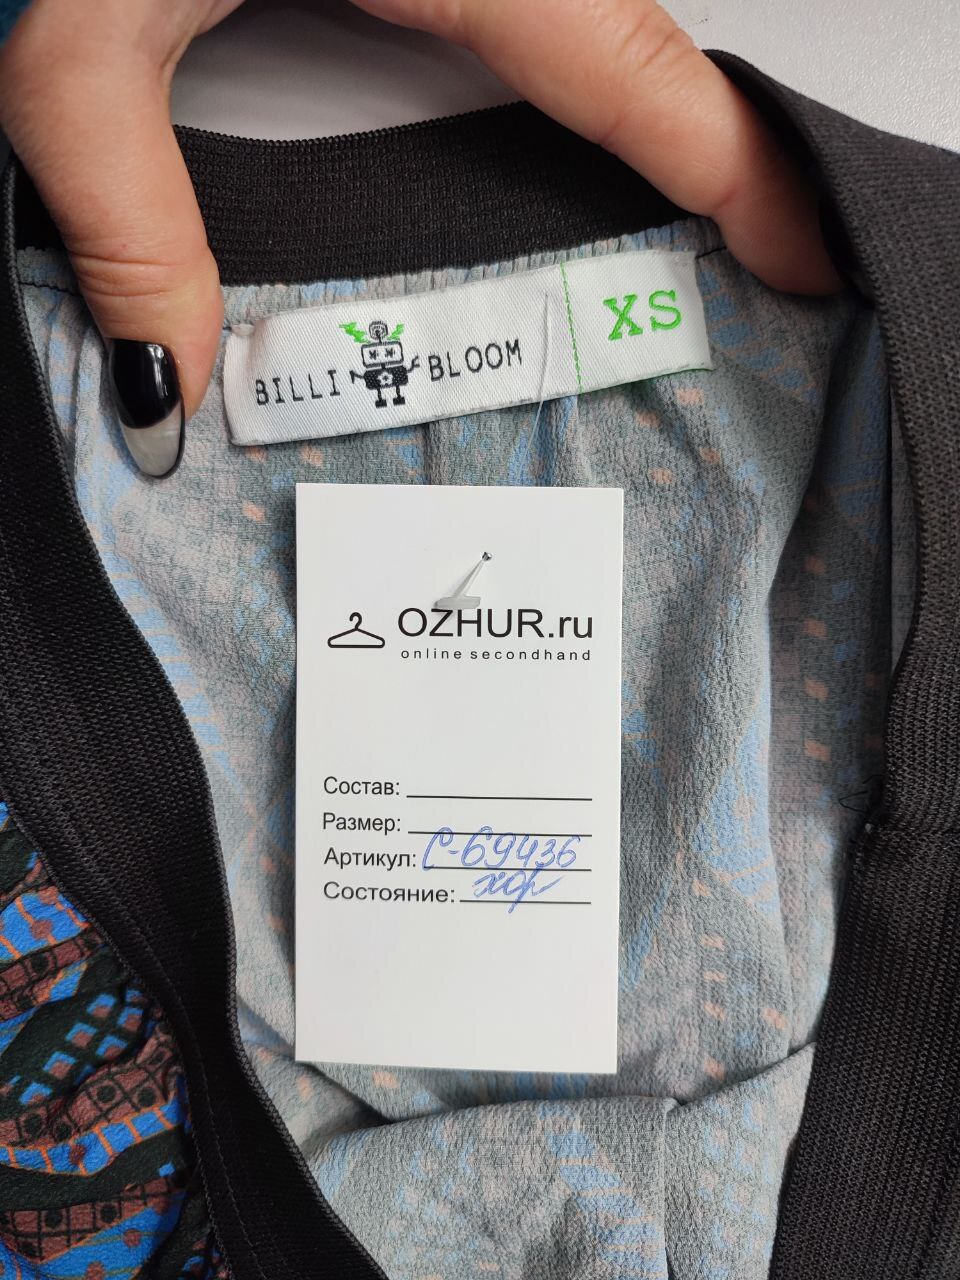 BILLI BLOOM
XS
OZHUR.ru
online secondhand
Состав:
Размер:
Артикул: С-69436
Состояние: хор